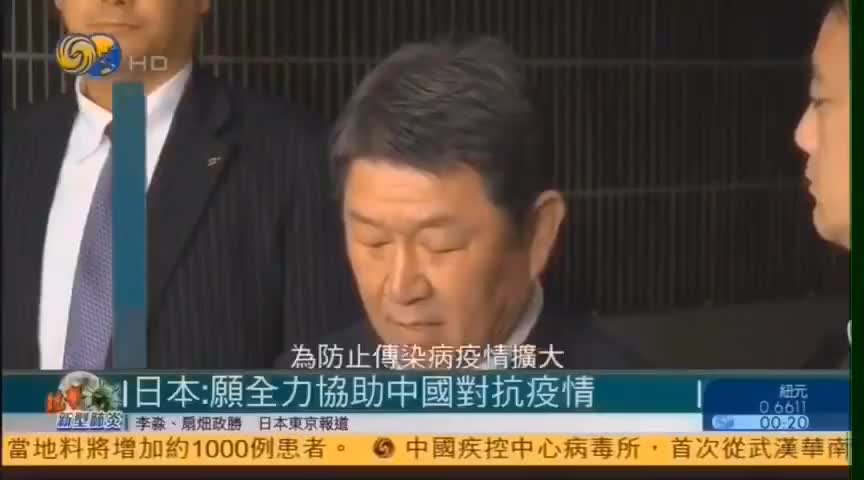 HD
為防止傳染病疫情擴大
日本:願全力協助中國對抗疫情
新型肺炎
李淼、扇畑政勝 日本東京報道
紐元
0.6611
00:20
當地料將增加約1000例患者。 中國疾控中心病毒所,首次從武漢華南